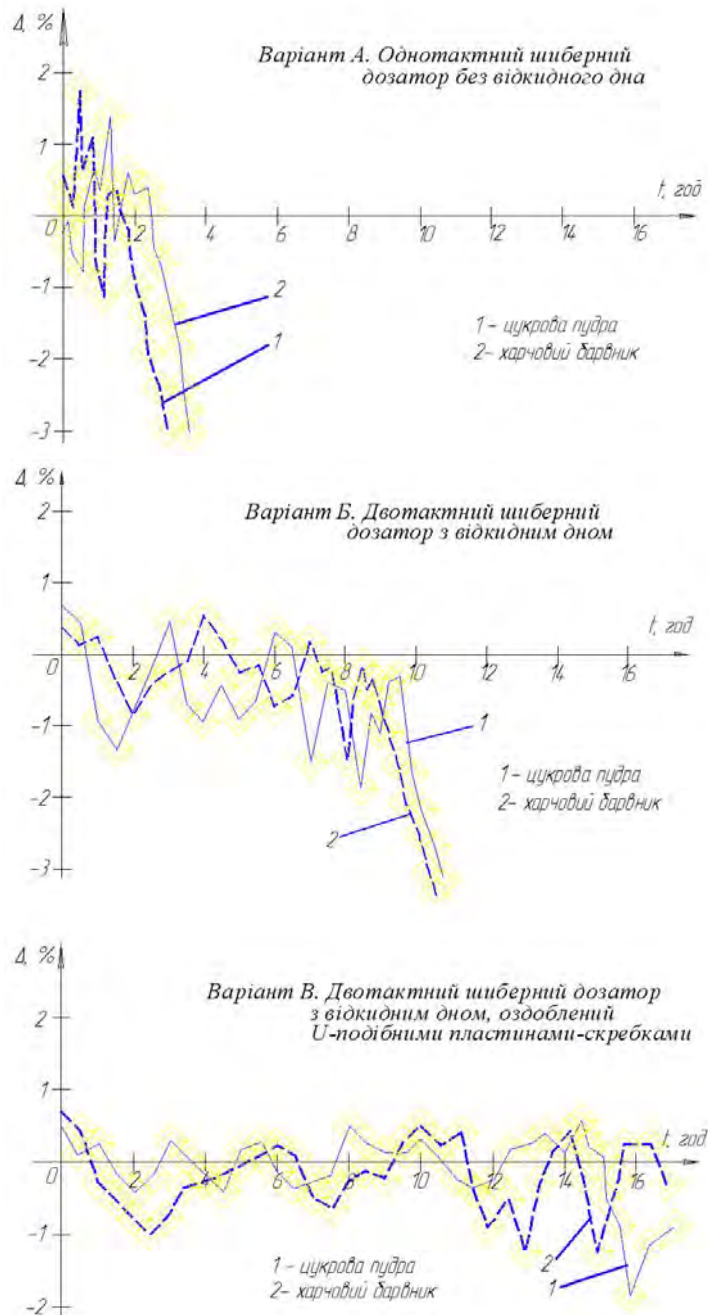 Δ, %
Варіант А. Однотактний шиберний
дозатор без відкидного дна
2
1
t, год
0 2 4 6 8 10 12 14 16
-1
2
1 - цукрова пудра
1
2- харчовий барвник
-2
-3
Δ, %
Варіант Б. Двотактний шиберний
дозатор з відкидним дном
2
1
t, год
0 2 4 6 8 10 12 14 16
-1
1
1 - цукрова пудра
2- харчовий барвник
-2
2
-3
Δ, %
Варіант В. Двотактний шиберний дозатор
з відкидним дном, оздоблений
U-подібними пластинами-скребками
2
1
t, год
0 2 4 6 8 10 12 14 16
-1
2
1 - цукрова пудра
1
2- харчовий барвник
-2